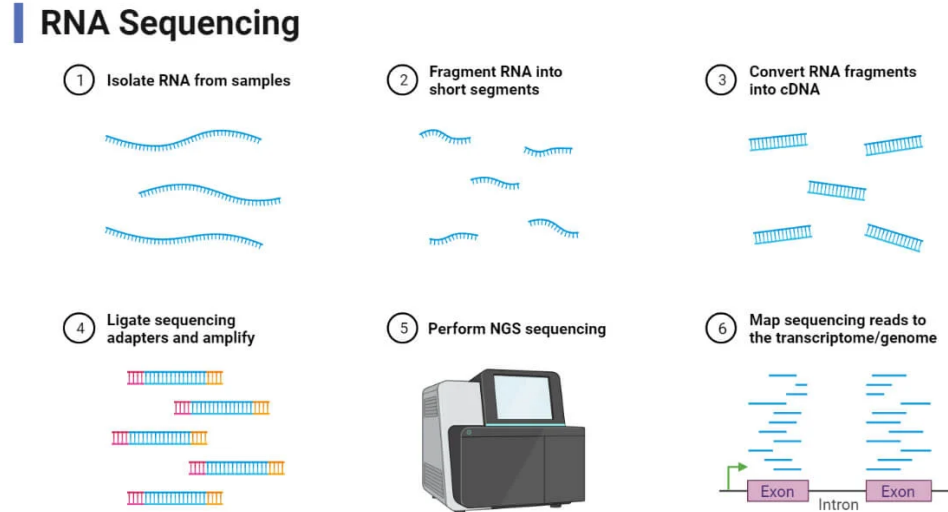 RNA Sequencing
1 Isolate RNA from samples
2 Fragment RNA into
short segments
3 Convert RNA fragments
into cDNA
4 Ligate sequencing
adapters and amplify
5 Perform NGS sequencing
6 Map sequencing reads to
the transcriptome/genome
Exon
Intron
Exon